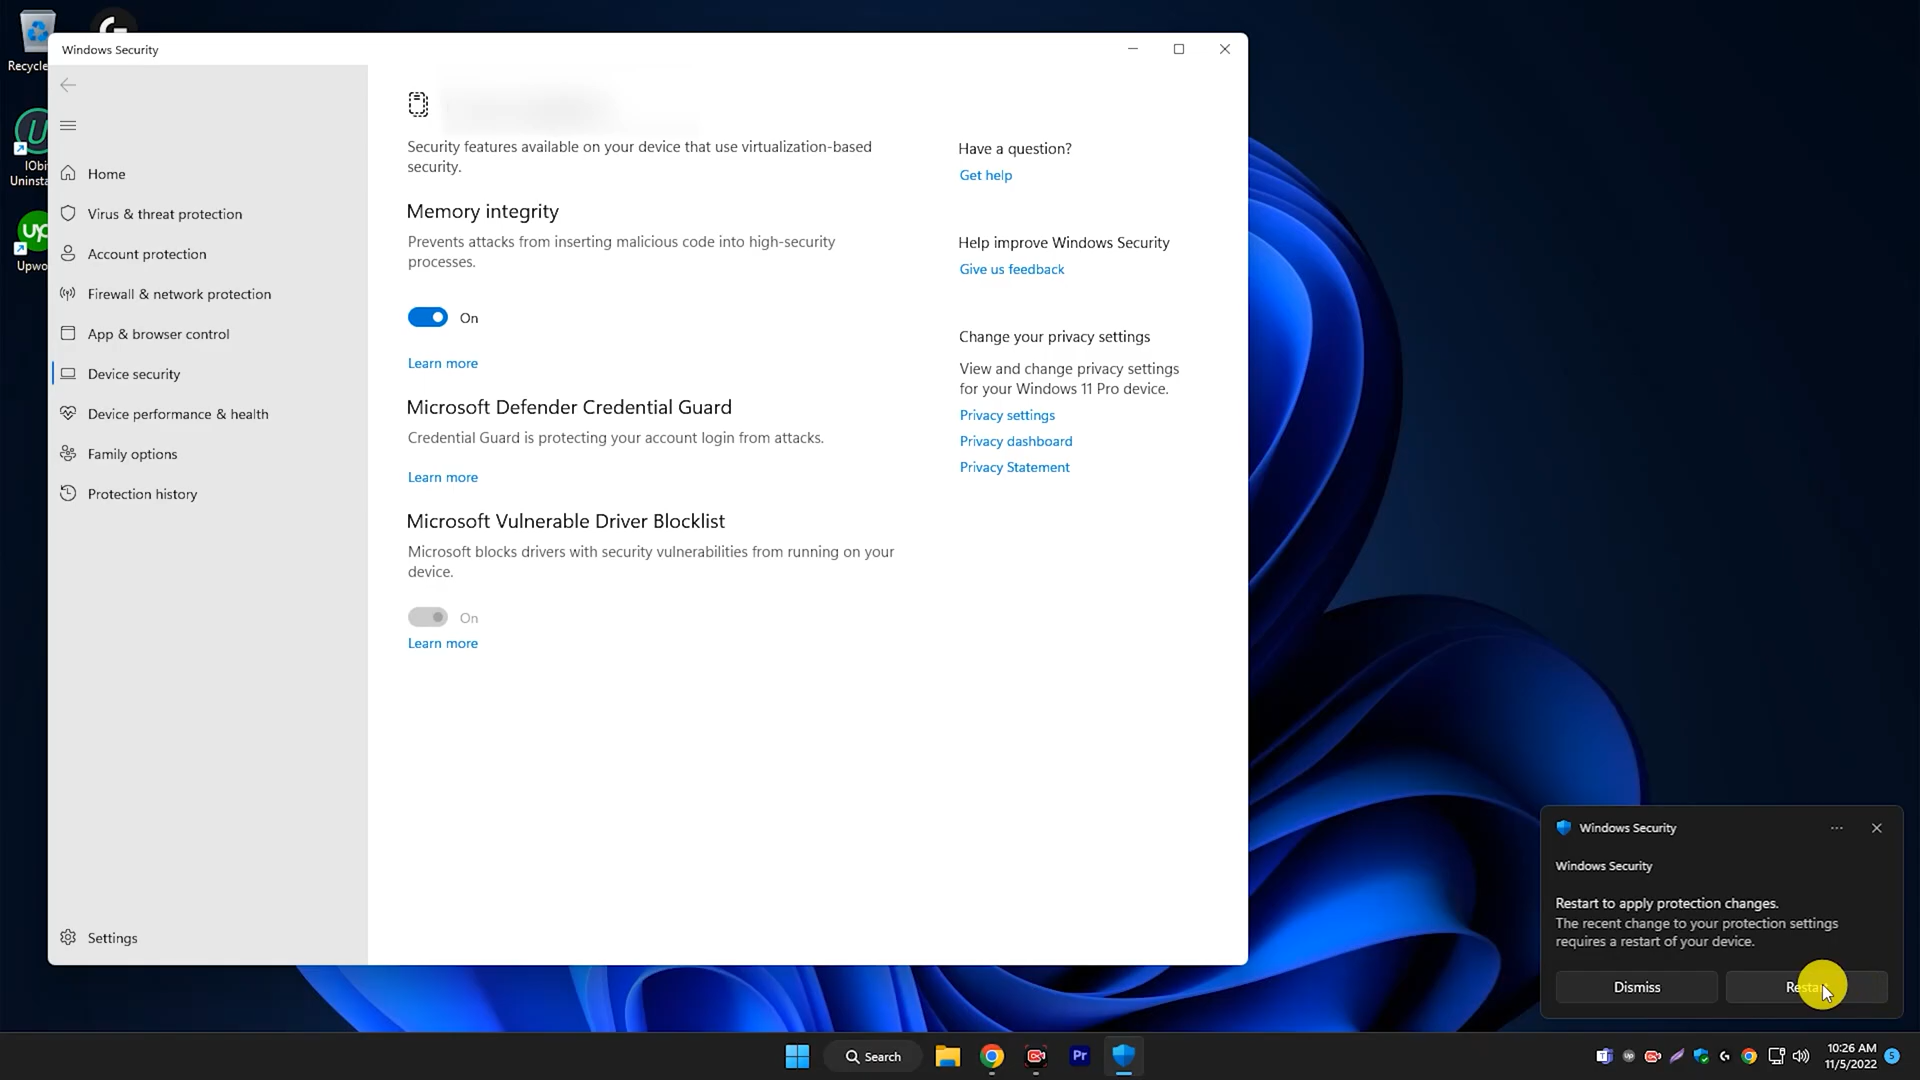 Recycle
IObi
Uninsta
up
Upwo
Windows Security
Home
Virus & threat protection
Account protection
Firewall & network protection
App & browser control
Device security
Device performance & health
Family options
Protection history
Settings
Security features available on your device that use virtualization-based
security.
Memory integrity
Prevents attacks from inserting malicious code into high-security
processes.
On
Learn more
Microsoft Defender Credential Guard
Credential Guard is protecting your account login from attacks.
Learn more
Microsoft Vulnerable Driver Blocklist
Microsoft blocks drivers with security vulnerabilities from running on your
device.
On
Learn more
Have a question?
Get help
Help improve Windows Security
Give us feedback
Change your privacy settings
View and change privacy settings
for your Windows 11 Pro device.
Privacy settings
Privacy dashboard
Privacy Statement
Windows Security
Windows Security
Restart to apply protection changes.
The recent change to your protection settings
requires a restart of your device.
Dismiss
Restart
Search
Pr
10:26 AM
11/5/2022
5